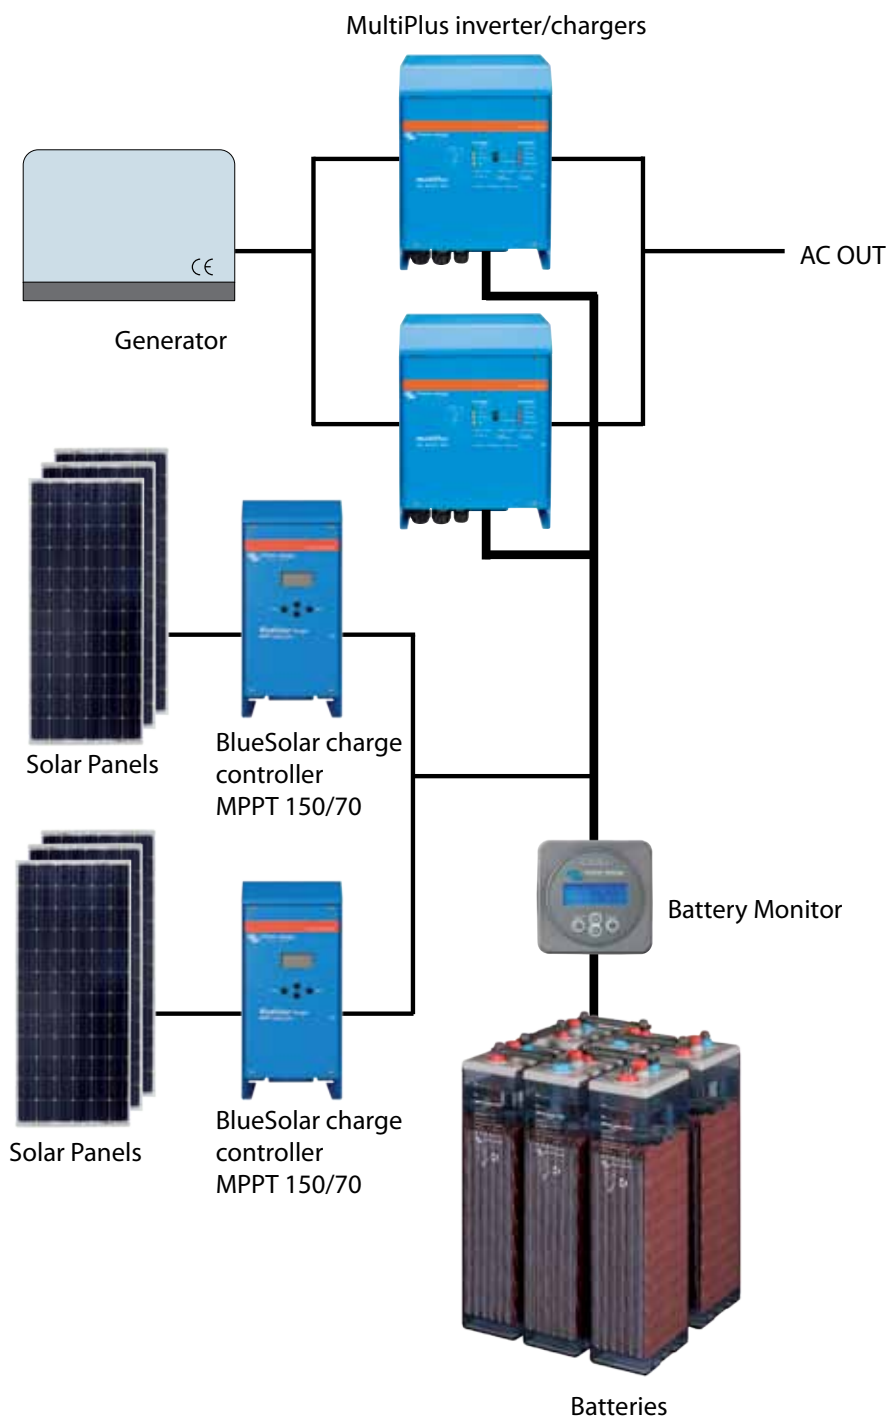 MultiPlus inverter/chargers
CE
AC OUT
Generator
BlueSolar charge
controller
MPPT 150/70
Solar Panels
Battery Monitor
BlueSolar charge
controller
MPPT 150/70
Solar Panels
Batteries